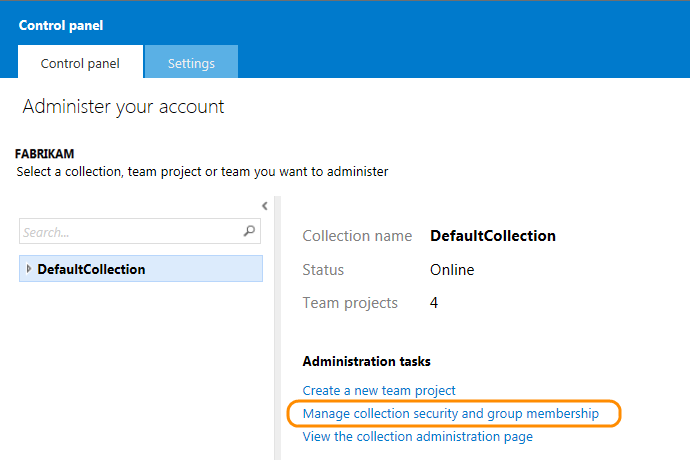 Control panel
Control panel Settings
Administer your account
FABRIKAM
Select a collection, team project or team you want to administer
Search...
DefaultCollection
Collection name DefaultCollection
Status Online
Team projects 4
Administration tasks
Create a new team project
Manage collection security and group membership
View the collection administration page